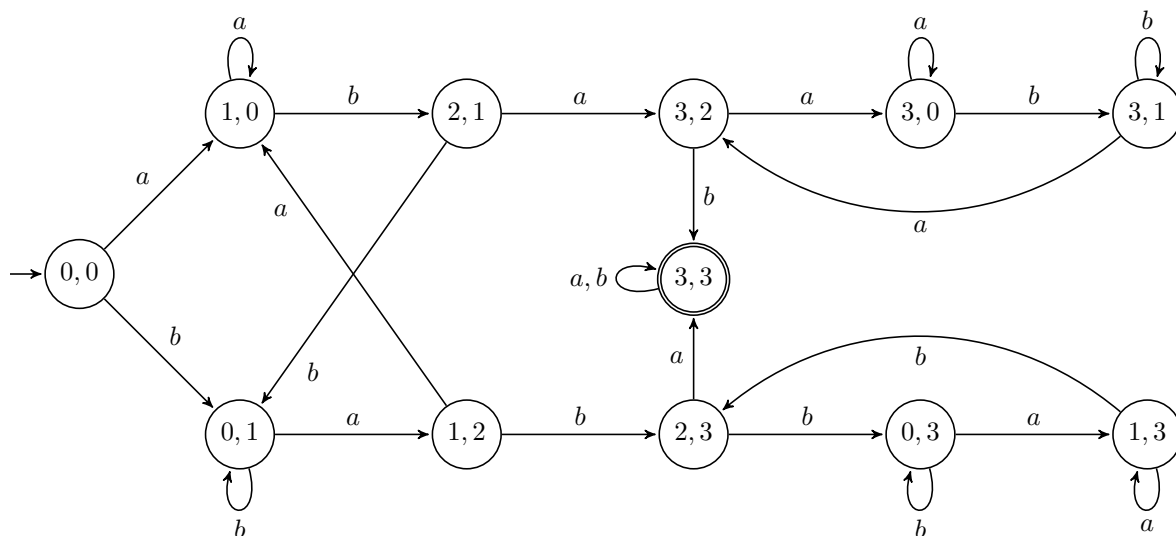 a a b
1, 0 b 2, 1 a 3, 2 a 3, 0 b 3, 1
a a b a
0, 0 a, b 3, 3
b b a b
0, 1 a 1, 2 b 2, 3 b 0, 3 a 1, 3
b b a